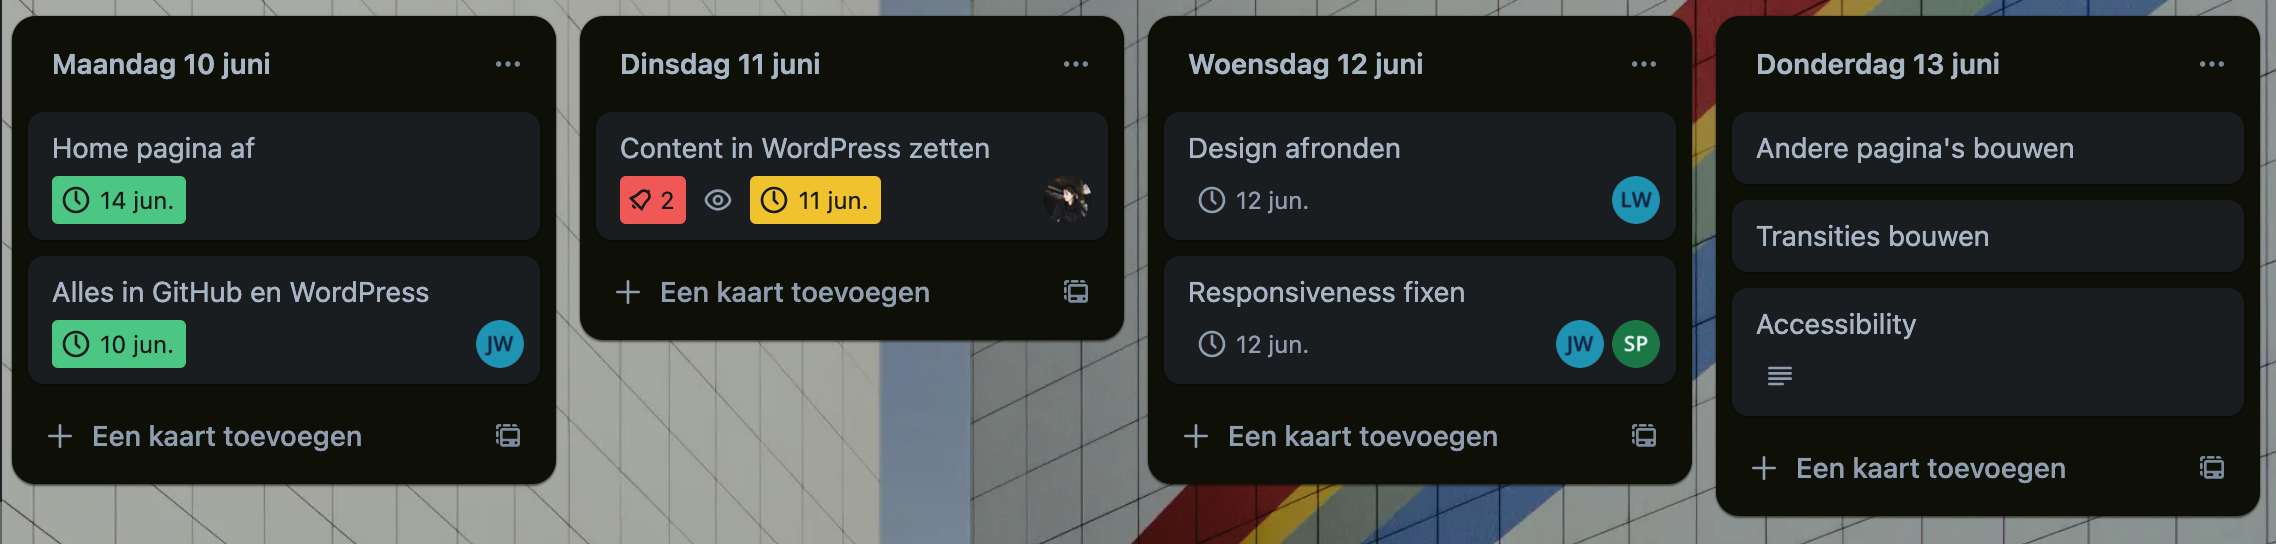 Maandag 10 juni
Home pagina af
14 jun.
Alles in GitHub en WordPress
10 jun.
JW
Een kaart toevoegen
Dinsdag 11 juni
Content in WordPress zetten
2
11 jun.
Een kaart toevoegen
Woensdag 12 juni
Design afronden
12 jun.
LW
Responsiveness fixen
12 jun.
JW
SP
Een kaart toevoegen
Donderdag 13 juni
Andere pagina's bouwen
Transities bouwen
Accessibility
Een kaart toevoegen